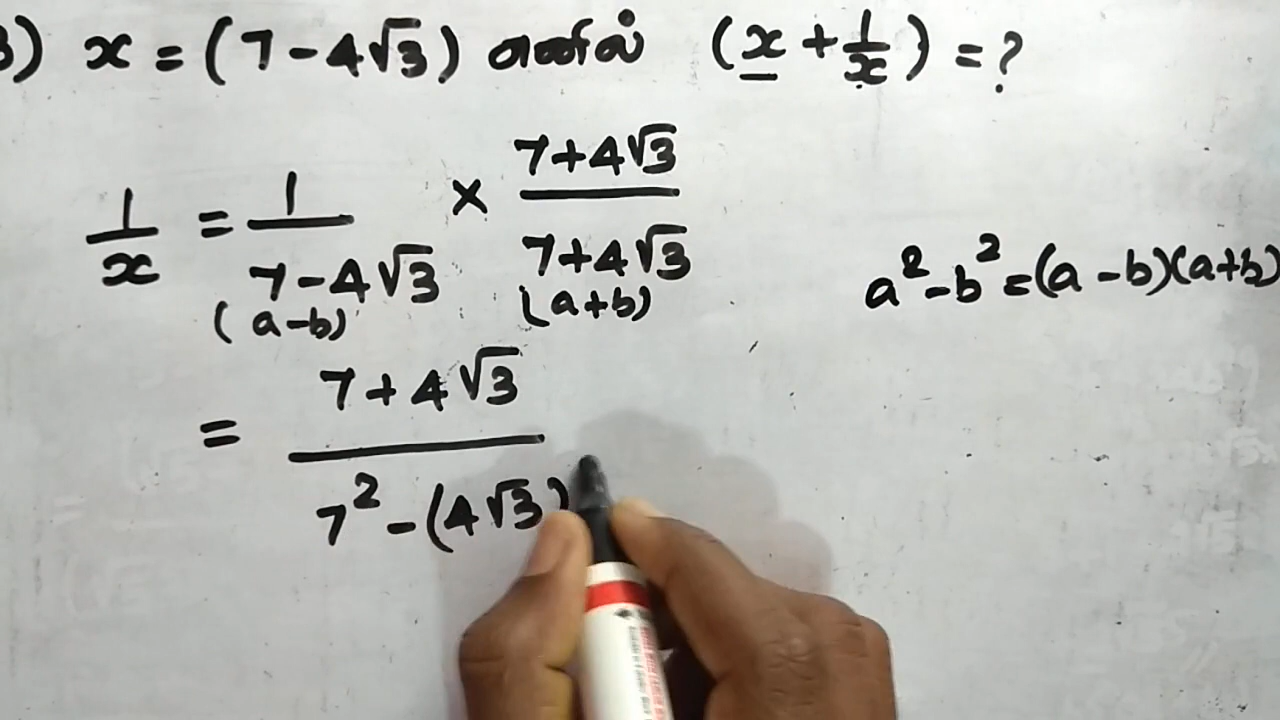 3) x = (7 - 4√3) எனில் (x + 1/x) = ?
1/x = 1/(7 - 4√3) × (7 + 4√3)/(7 + 4√3)
(a - b) (a + b)
a² - b² = (a - b)(a + b)
= (7 + 4√3)/(7² - (4√3)